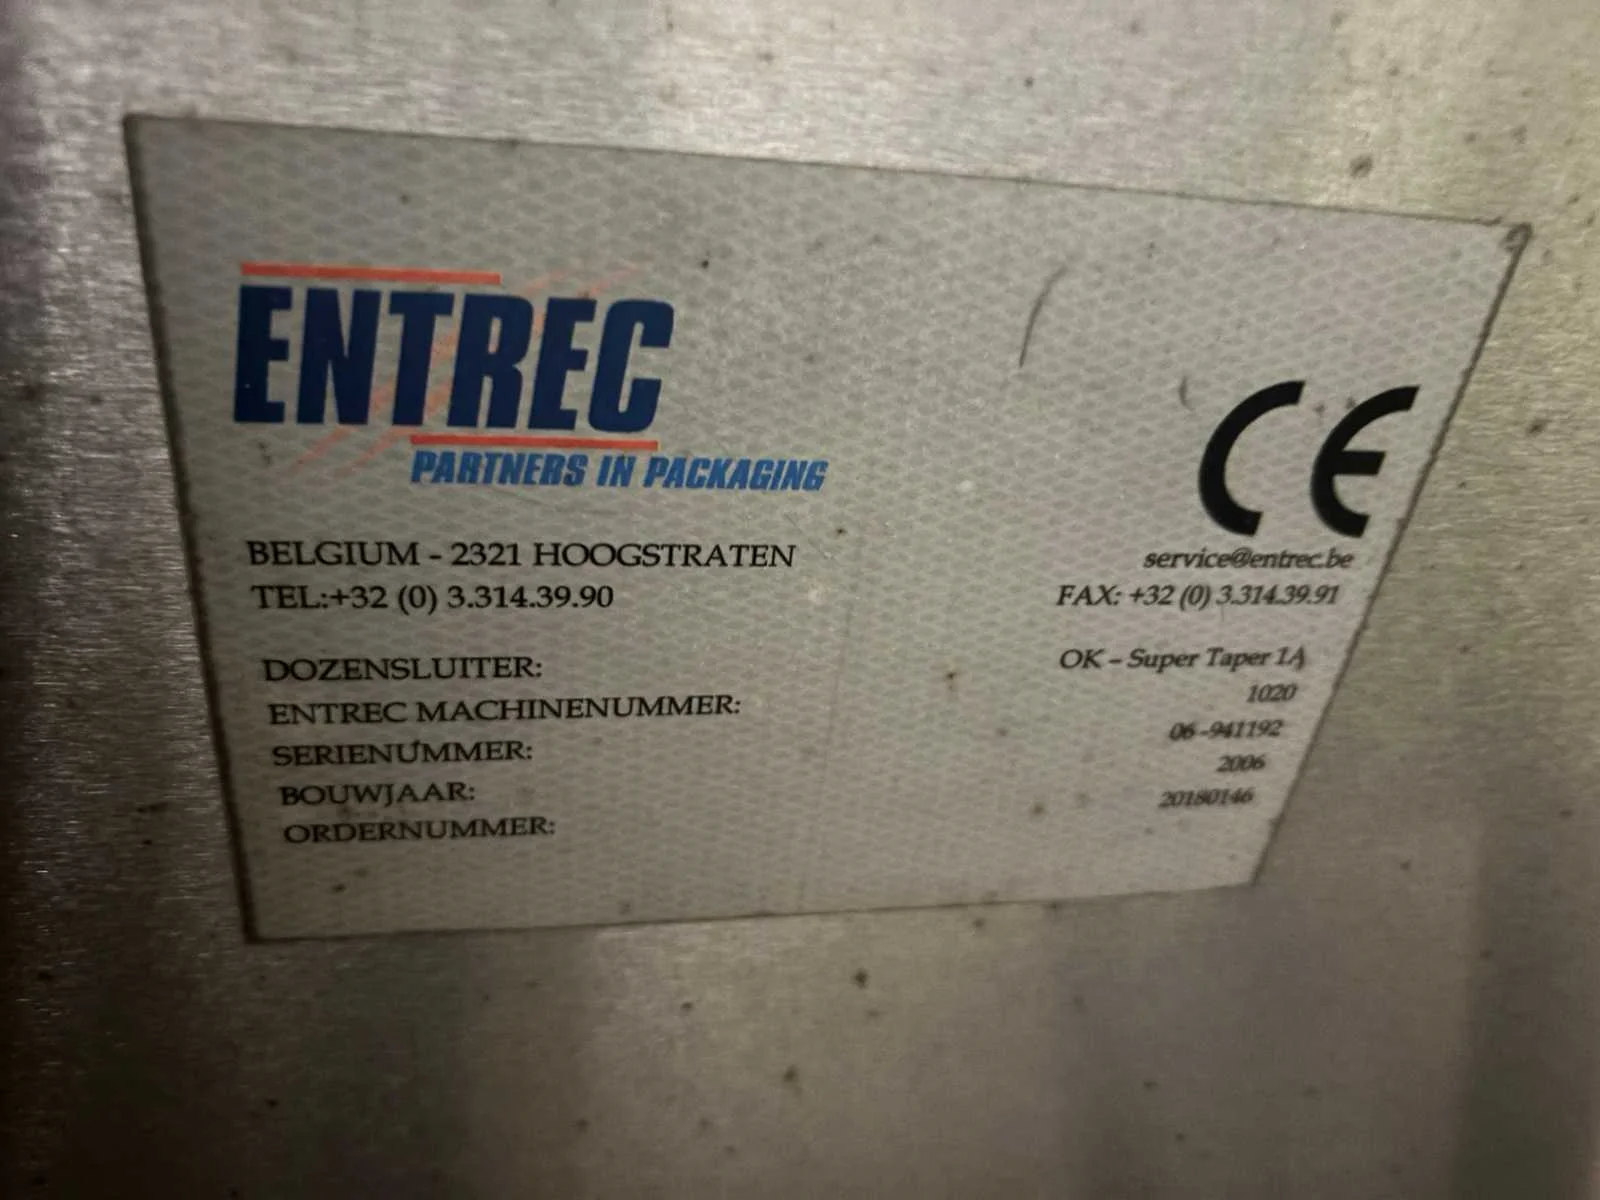 ENTREC
PARTNERS IN PACKAGING
CE
BELGIUM - 2321 HOOGSTRATEN
service@entrec.be
TEL:+32 (0) 3.314.39.90
FAX: +32 (0) 3.314.39.91
DOZENSLUITER: OK – Super Taper 1A
ENTREC MACHINENUMMER: 1020
SERIENUMMER: 06-941192
BOUWJAAR: 2006
ORDERNUMMER: 20180146